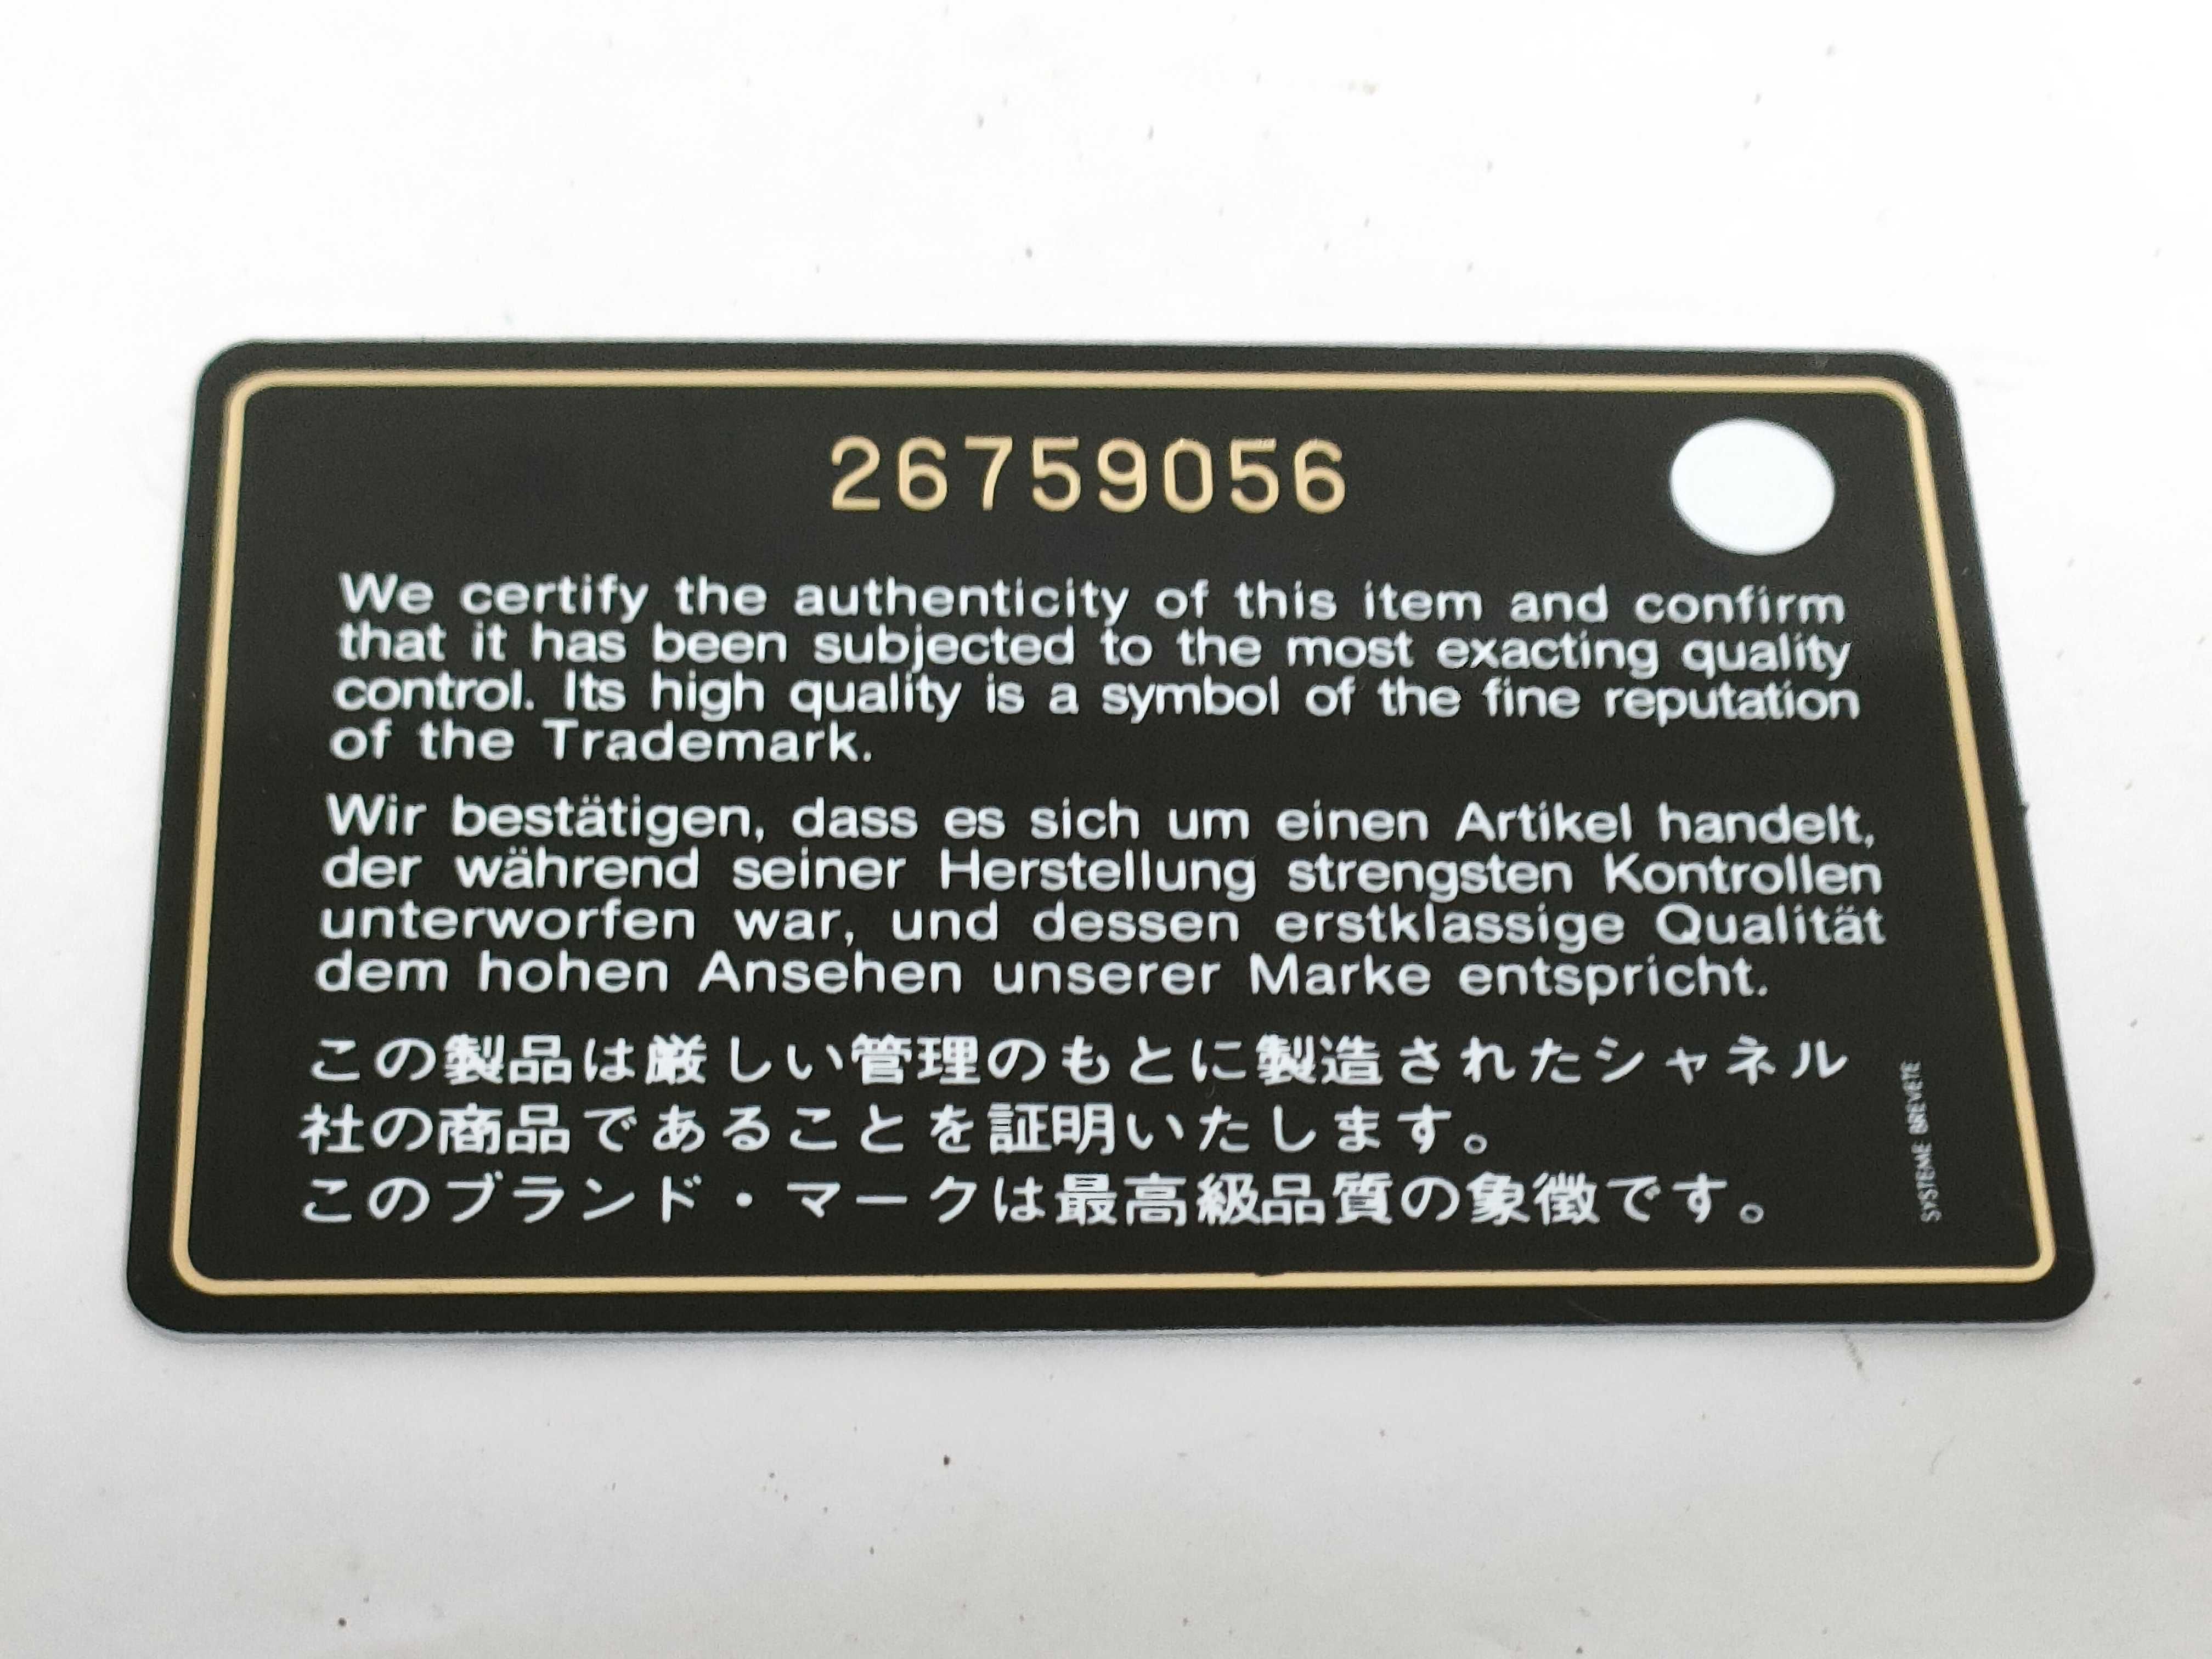 26759056
We certify the authenticity of this item and confirm
that it has been subjected to the most exacting quality
control. Its high quality is a symbol of the fine reputation
of the Trademark.
Wir bestätigen, dass es sich um einen Artikel handelt,
der während seiner Herstellung strengsten Kontrollen
unterworfen war, und dessen erstklassige Qualität
dem hohen Ansehen unserer Marke entspricht.
この製品は厳しい管理のもとに製造されたシャネル
社の商品であることを証明いたします。
このブランド・マークは最高級品質の象徴です。
SYSTEME BREVETE